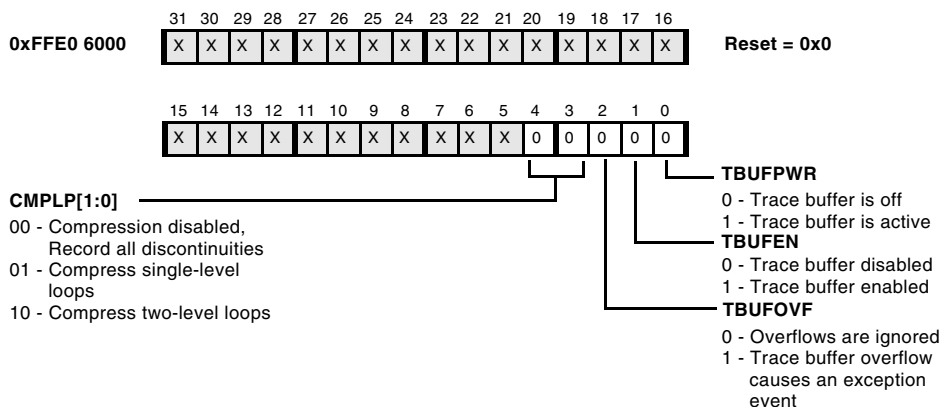 31 30 29 28 27 26 25 24 23 22 21 20 19 18 17 16
0xFFE0 6000 X X X X X X X X X X X X X X X X Reset = 0x0
15 14 13 12 11 10 9 8 7 6 5 4 3 2 1 0
X X X X X X X X X X X 0 0 0 0 0
CMPLP[1:0]
00 - Compression disabled,
Record all discontinuities
01 - Compress single-level
loops
10 - Compress two-level loops
TBUFPWR
0 - Trace buffer is off
1 - Trace buffer is active
TBUFEN
0 - Trace buffer disabled
1 - Trace buffer enabled
TBUFOVF
0 - Overflows are ignored
1 - Trace buffer overflow
causes an exception
event